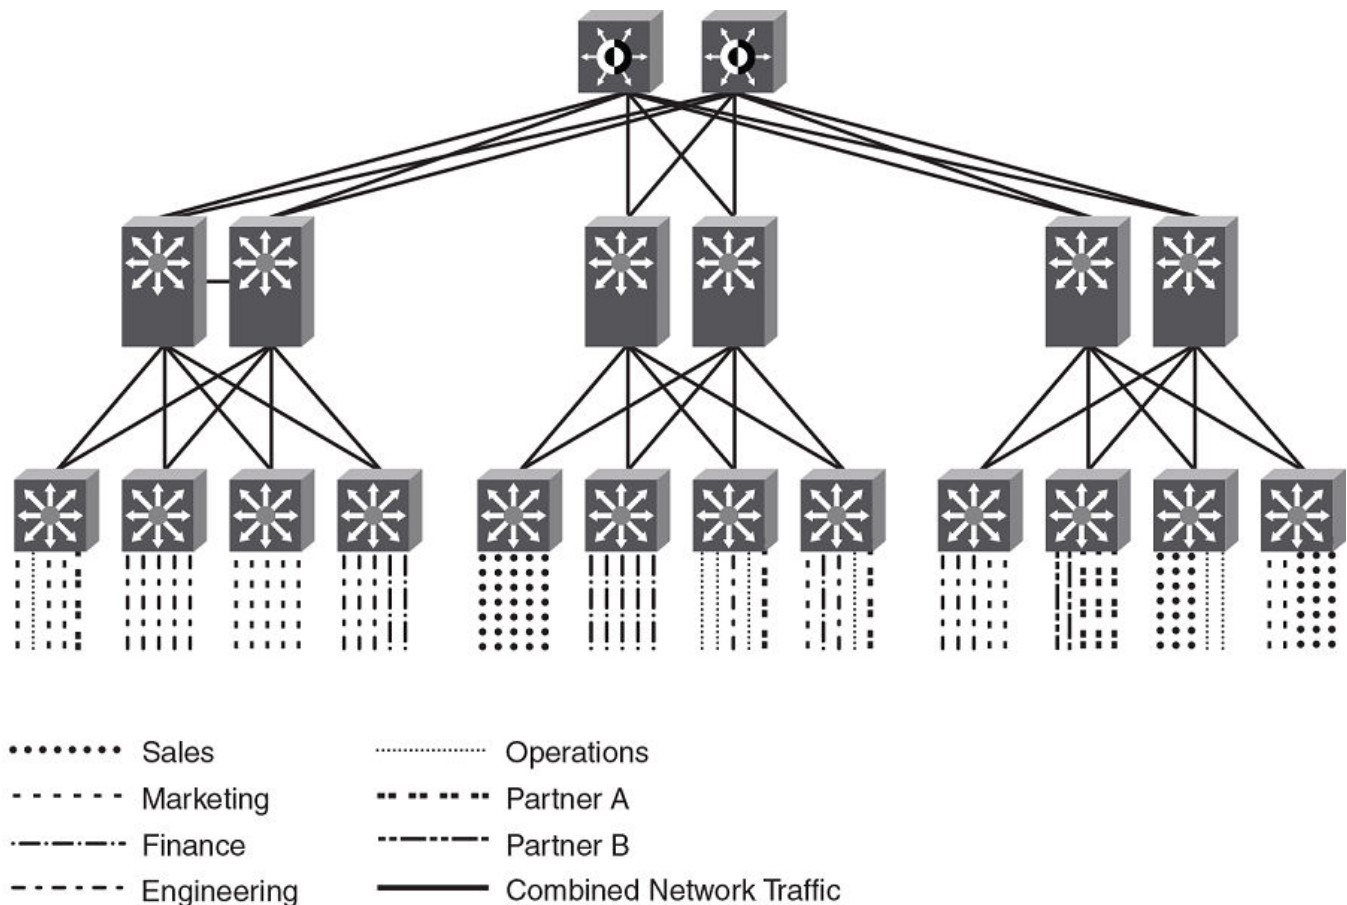 Sales
Marketing
Finance
Engineering
Operations
Partner A
Partner B
Combined Network Traffic